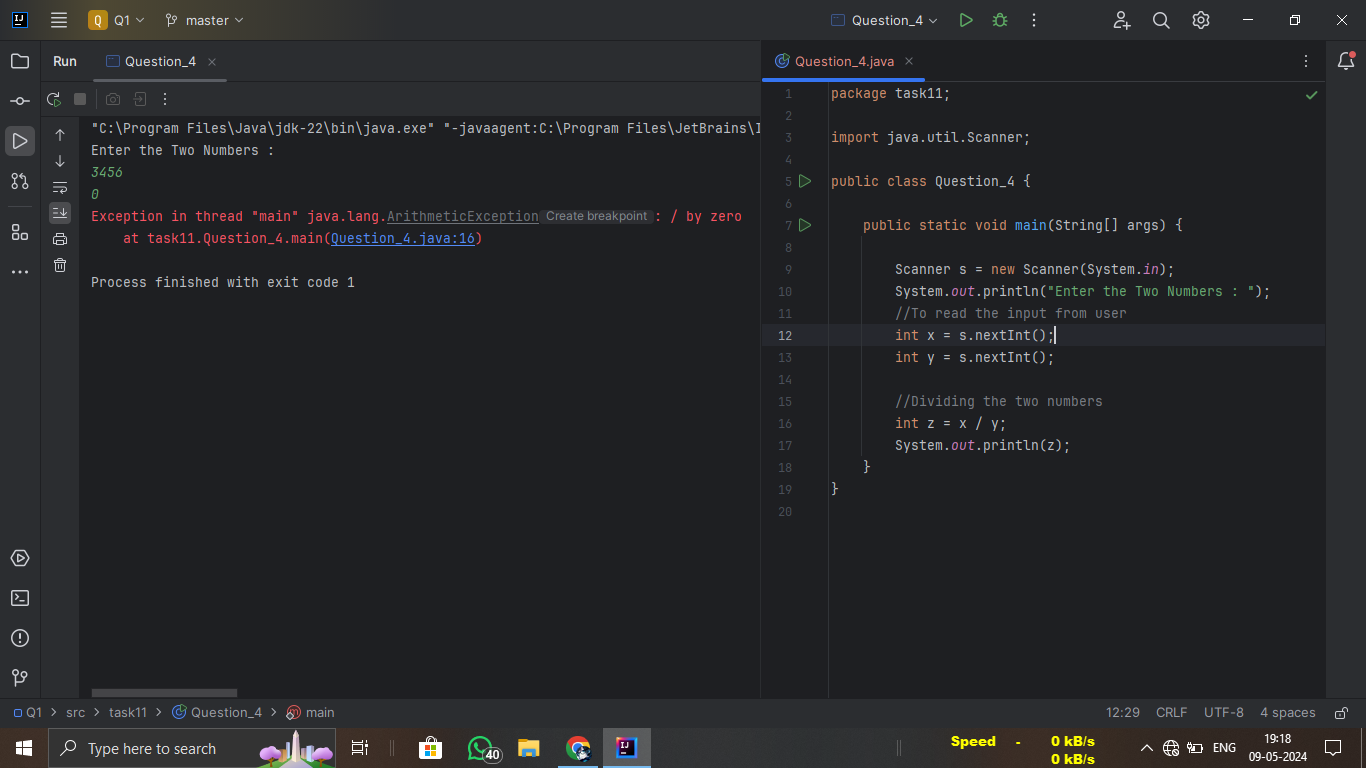 Q Q1 master Question_4
Run Question_4
"C:\Program Files\Java\jdk-22\bin\java.exe" "-javaagent:C:\Program Files\JetBrains\I
Enter the Two Numbers :
3456
0
Exception in thread "main" java.lang.ArithmeticException Create breakpoint : / by zero
at task11.Question_4.main(Question_4.java:16)
Process finished with exit code 1
Question_4.java
1 package task11;
2
3 import java.util.Scanner;
4
5 public class Question_4 {
6
7 public static void main(String[] args) {
8
9 Scanner s = new Scanner(System.in);
10 System.out.println("Enter the Two Numbers : ");
11 //To read the input from user
12 int x = s.nextInt();
13 int y = s.nextInt();
14
15 //Dividing the two numbers
16 int z = x / y;
17 System.out.println(z);
18 }
19 }
20
Q1 > src > task11 > Question_4 > main 12:29 CRLF UTF-8 4 spaces
Type here to search
40
IJ
Speed - 0 kB/s
0 kB/s
ENG
19:18
09-05-2024